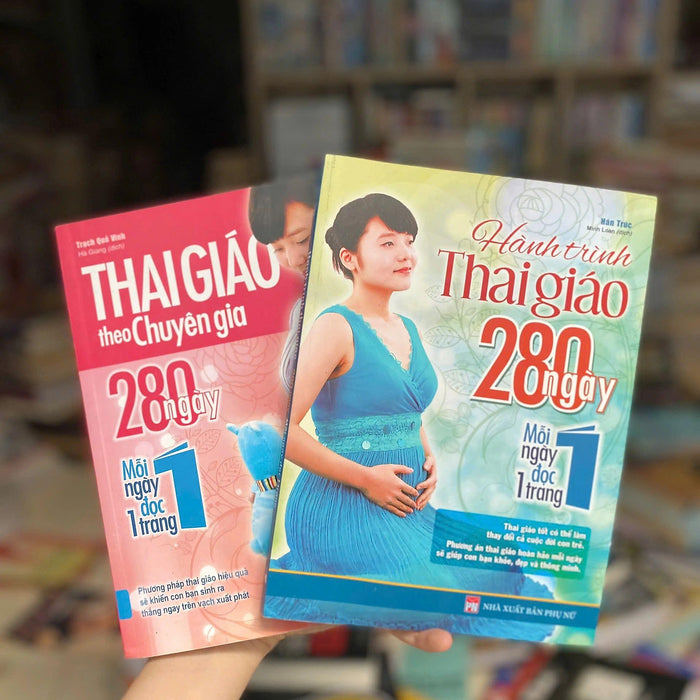 Trạch Quế Vinh
Hà Giang (dịch)
THAI GIÁO
theo Chuyên gia
280
ngày
Mỗi
ngày
đọc
1 trang
1
Phương pháp thai giáo hiệu quả
sẽ khiến con bạn sinh ra
thắng ngay trên vạch xuất phát
Hán Trúc
Minh Loan (dịch)
Hành trình
Thai giáo
280
ngày
Mỗi
ngày
đọc
1 trang
1
Thai giáo tốt có thể làm
thay đổi cả cuộc đời con trẻ.
Phương án thai giáo hoàn hảo mỗi ngày
sẽ giúp con bạn khỏe, đẹp và thông minh.
PN
NHÀ XUẤT BẢN PHỤ NỮ